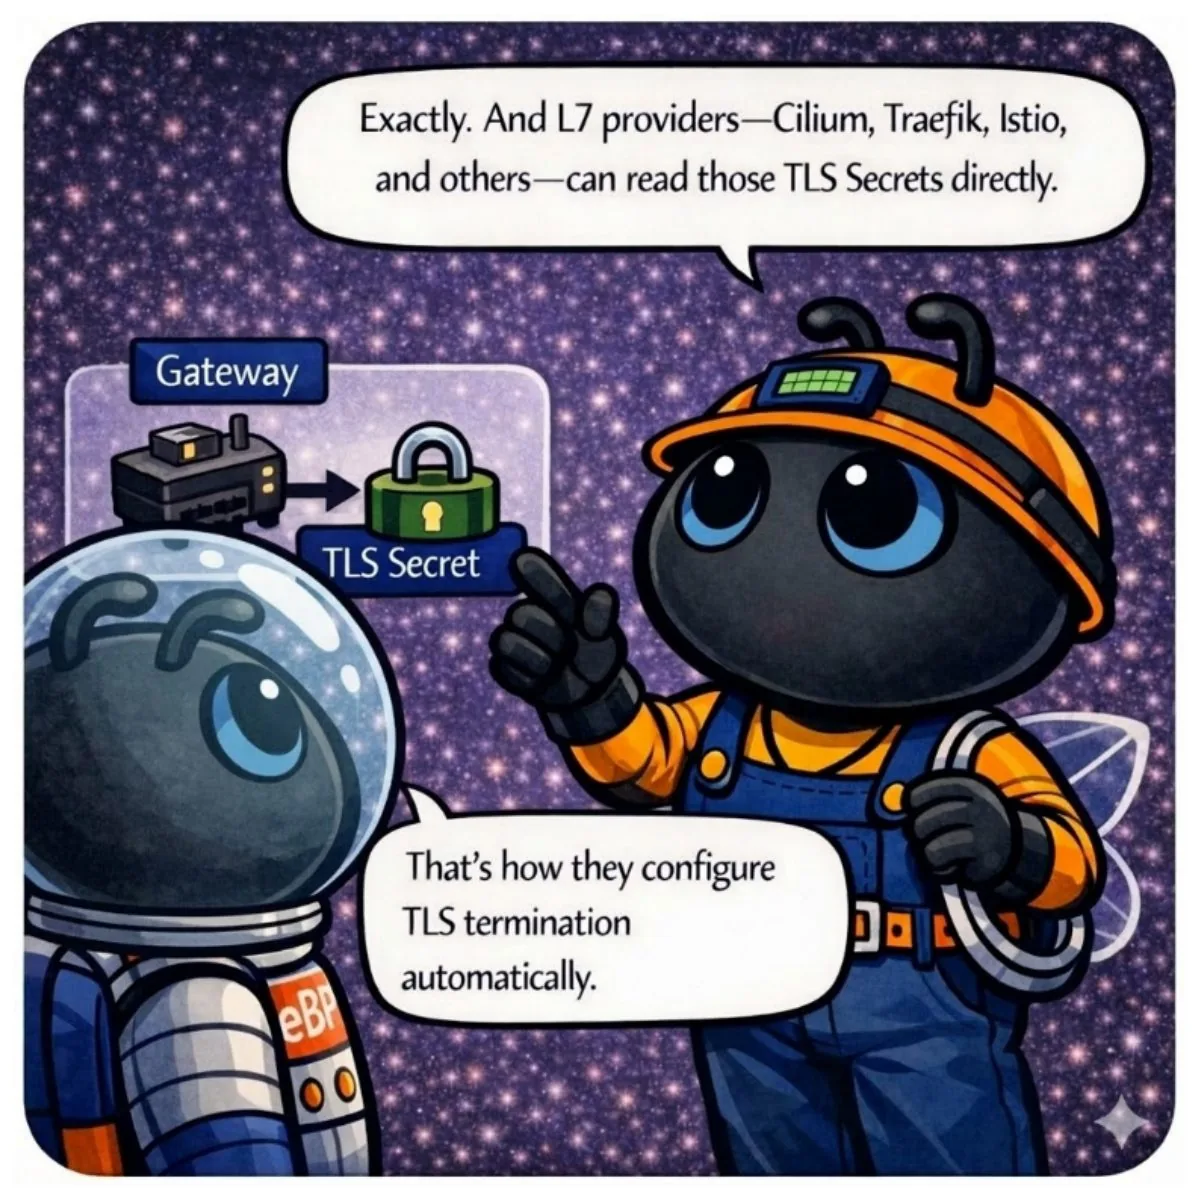 Exactly. And L7 providers—Cilium, Traefik, Istio,
and others—can read those TLS Secrets directly.
Gateway
TLS Secret
That's how they configure
TLS termination
automatically.
eBP